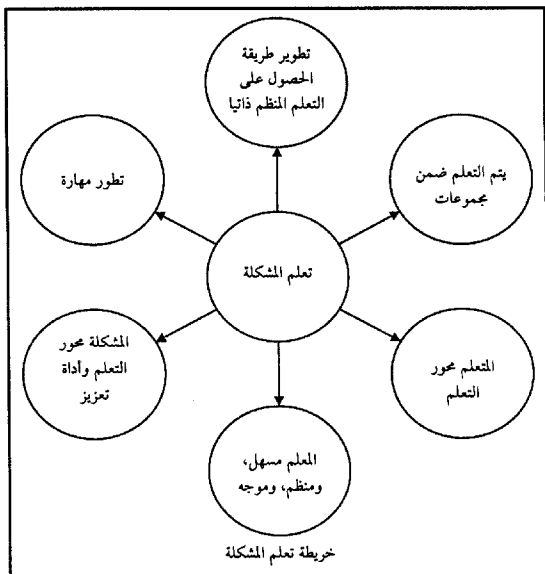 تطوير طريقة
الحصول على
التعلم المنظم ذاتيا
يتم التعلم ضمن
مجموعات
تطور مهارة
تعلم المشكلة
المتعلم محور
التعلم
المشكلة محور
التعلم وأداة
تعزيز
المعلم مسهل،
ومنظم، وموجه
خريطة تعلم المشكلة